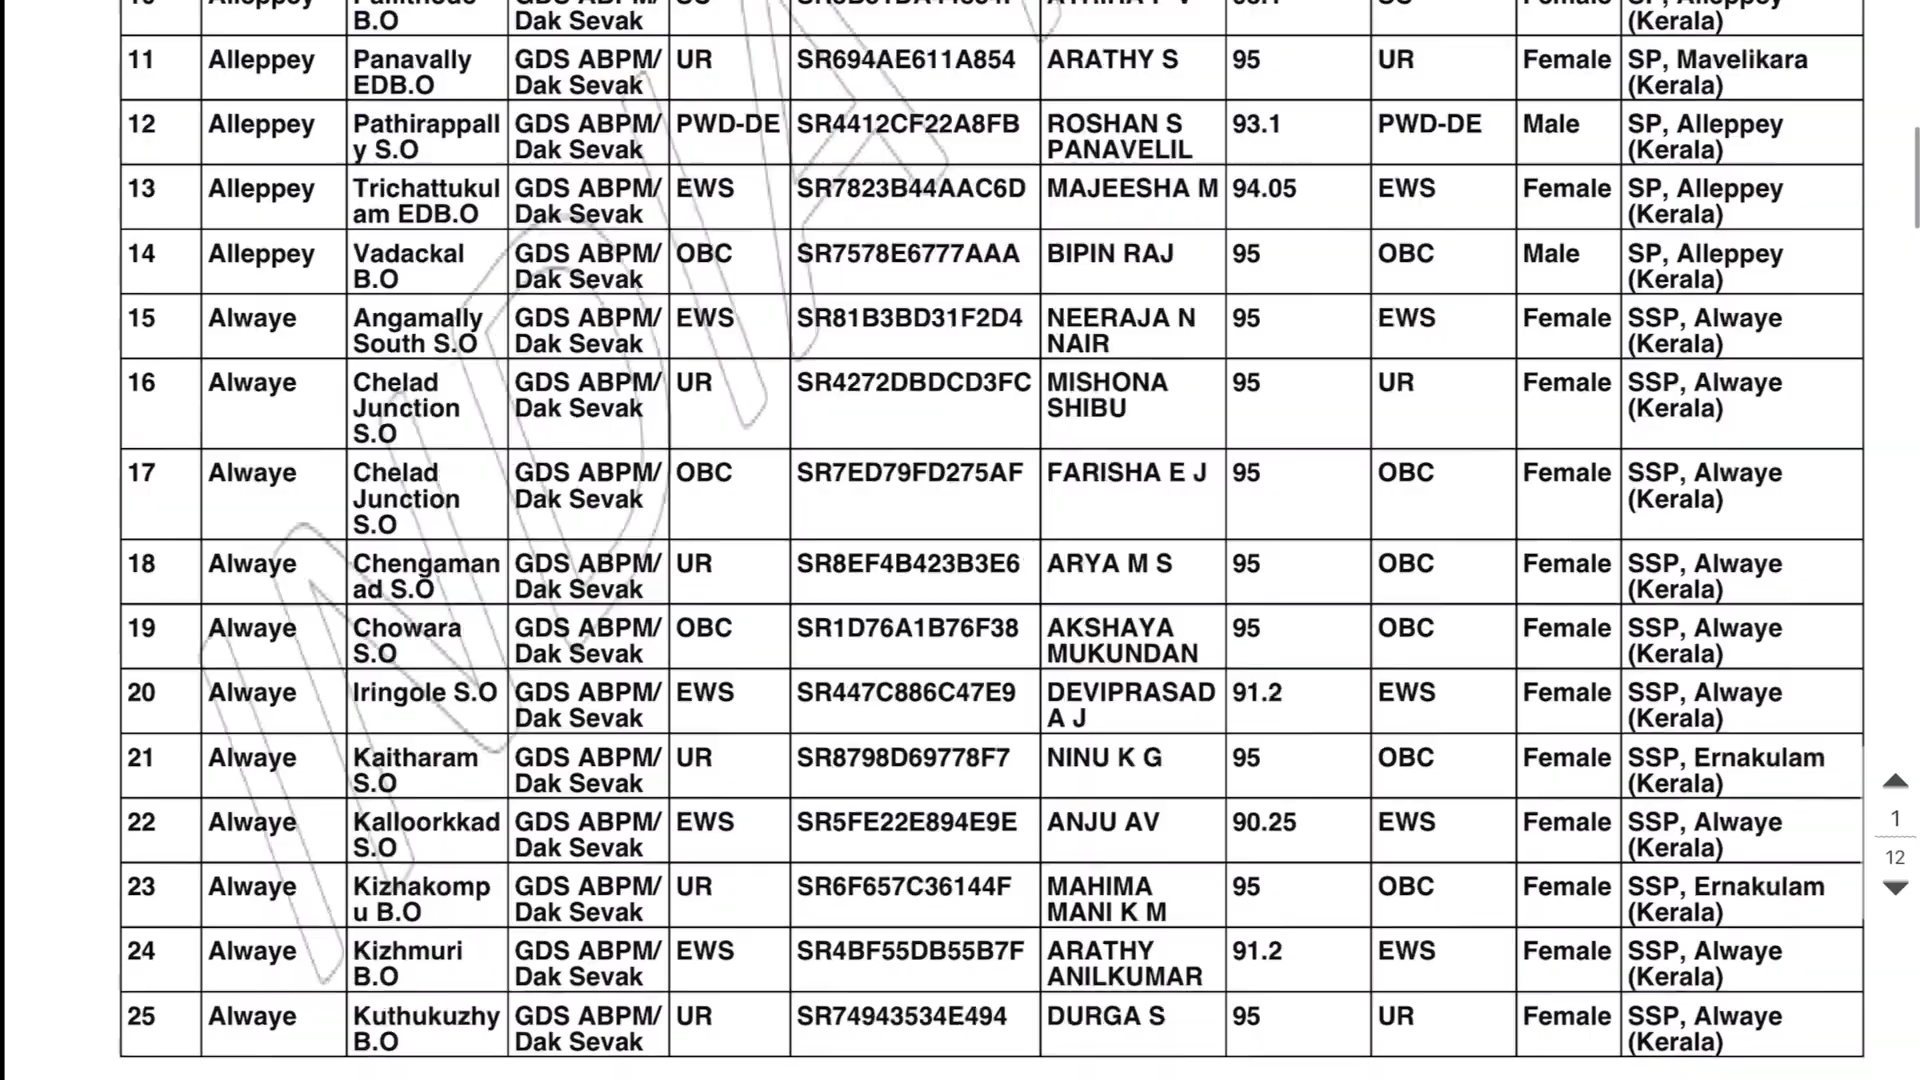 B.O Dak Sevak (Kerala)
11 Alleppey Panavally GDS ABPM/ UR SR694AE611A854 ARATHY S 95 UR Female SP, Mavelikara
EDB.O Dak Sevak (Kerala)
12 Alleppey Pathirappall GDS ABPM/ PWD-DE SR4412CF22A8FB ROSHAN S 93.1 PWD-DE Male SP, Alleppey
y S.O Dak Sevak PANAVELIL (Kerala)
13 Alleppey Trichattukul GDS ABPM/ EWS SR7823B44AAC6D MAJEESHA M 94.05 EWS Female SP, Alleppey
am EDB.O Dak Sevak (Kerala)
14 Alleppey Vadackal GDS ABPM/ OBC SR7578E6777AAA BIPIN RAJ 95 OBC Male SP, Alleppey
B.O Dak Sevak (Kerala)
15 Alwaye Angamally GDS ABPM/ EWS SR81B3BD31F2D4 NEERAJA N 95 EWS Female SSP, Alwaye
South S.O Dak Sevak NAIR (Kerala)
16 Alwaye Chelad GDS ABPM/ UR SR4272DBDCD3FC MISHONA 95 UR Female SSP, Alwaye
Junction Dak Sevak SHIBU (Kerala)
S.O
17 Alwaye Chelad GDS ABPM/ OBC SR7ED79FD275AF FARISHA E J 95 OBC Female SSP, Alwaye
Junction Dak Sevak (Kerala)
S.O
18 Alwaye Chengaman GDS ABPM/ UR SR8EF4B423B3E6 ARYA M S 95 OBC Female SSP, Alwaye
ad S.O Dak Sevak (Kerala)
19 Alwaye Chowara GDS ABPM/ OBC SR1D76A1B76F38 AKSHAYA 95 OBC Female SSP, Alwaye
S.O Dak Sevak MUKUNDAN (Kerala)
20 Alwaye Iringole S.O GDS ABPM/ EWS SR447C886C47E9 DEVIPRASAD 91.2 EWS Female SSP, Alwaye
Dak Sevak A J (Kerala)
21 Alwaye Kaitharam GDS ABPM/ UR SR8798D69778F7 NINU K G 95 OBC Female SSP, Ernakulam
S.O Dak Sevak (Kerala)
22 Alwaye Kalloorkkad GDS ABPM/ EWS SR5FE22E894E9E ANJU AV 90.25 EWS Female SSP, Alwaye
S.O Dak Sevak (Kerala)
23 Alwaye Kizhakomp GDS ABPM/ UR SR6F657C36144F MAHIMA 95 OBC Female SSP, Ernakulam
u B.O Dak Sevak MANI K M (Kerala)
24 Alwaye Kizhmuri GDS ABPM/ EWS SR4BF55DB55B7F ARATHY 91.2 EWS Female SSP, Alwaye
B.O Dak Sevak ANILKUMAR (Kerala)
25 Alwaye Kuthukuzhy GDS ABPM/ UR SR74943534E494 DURGA S 95 UR Female SSP, Alwaye
B.O Dak Sevak (Kerala)
1
12
INDIA